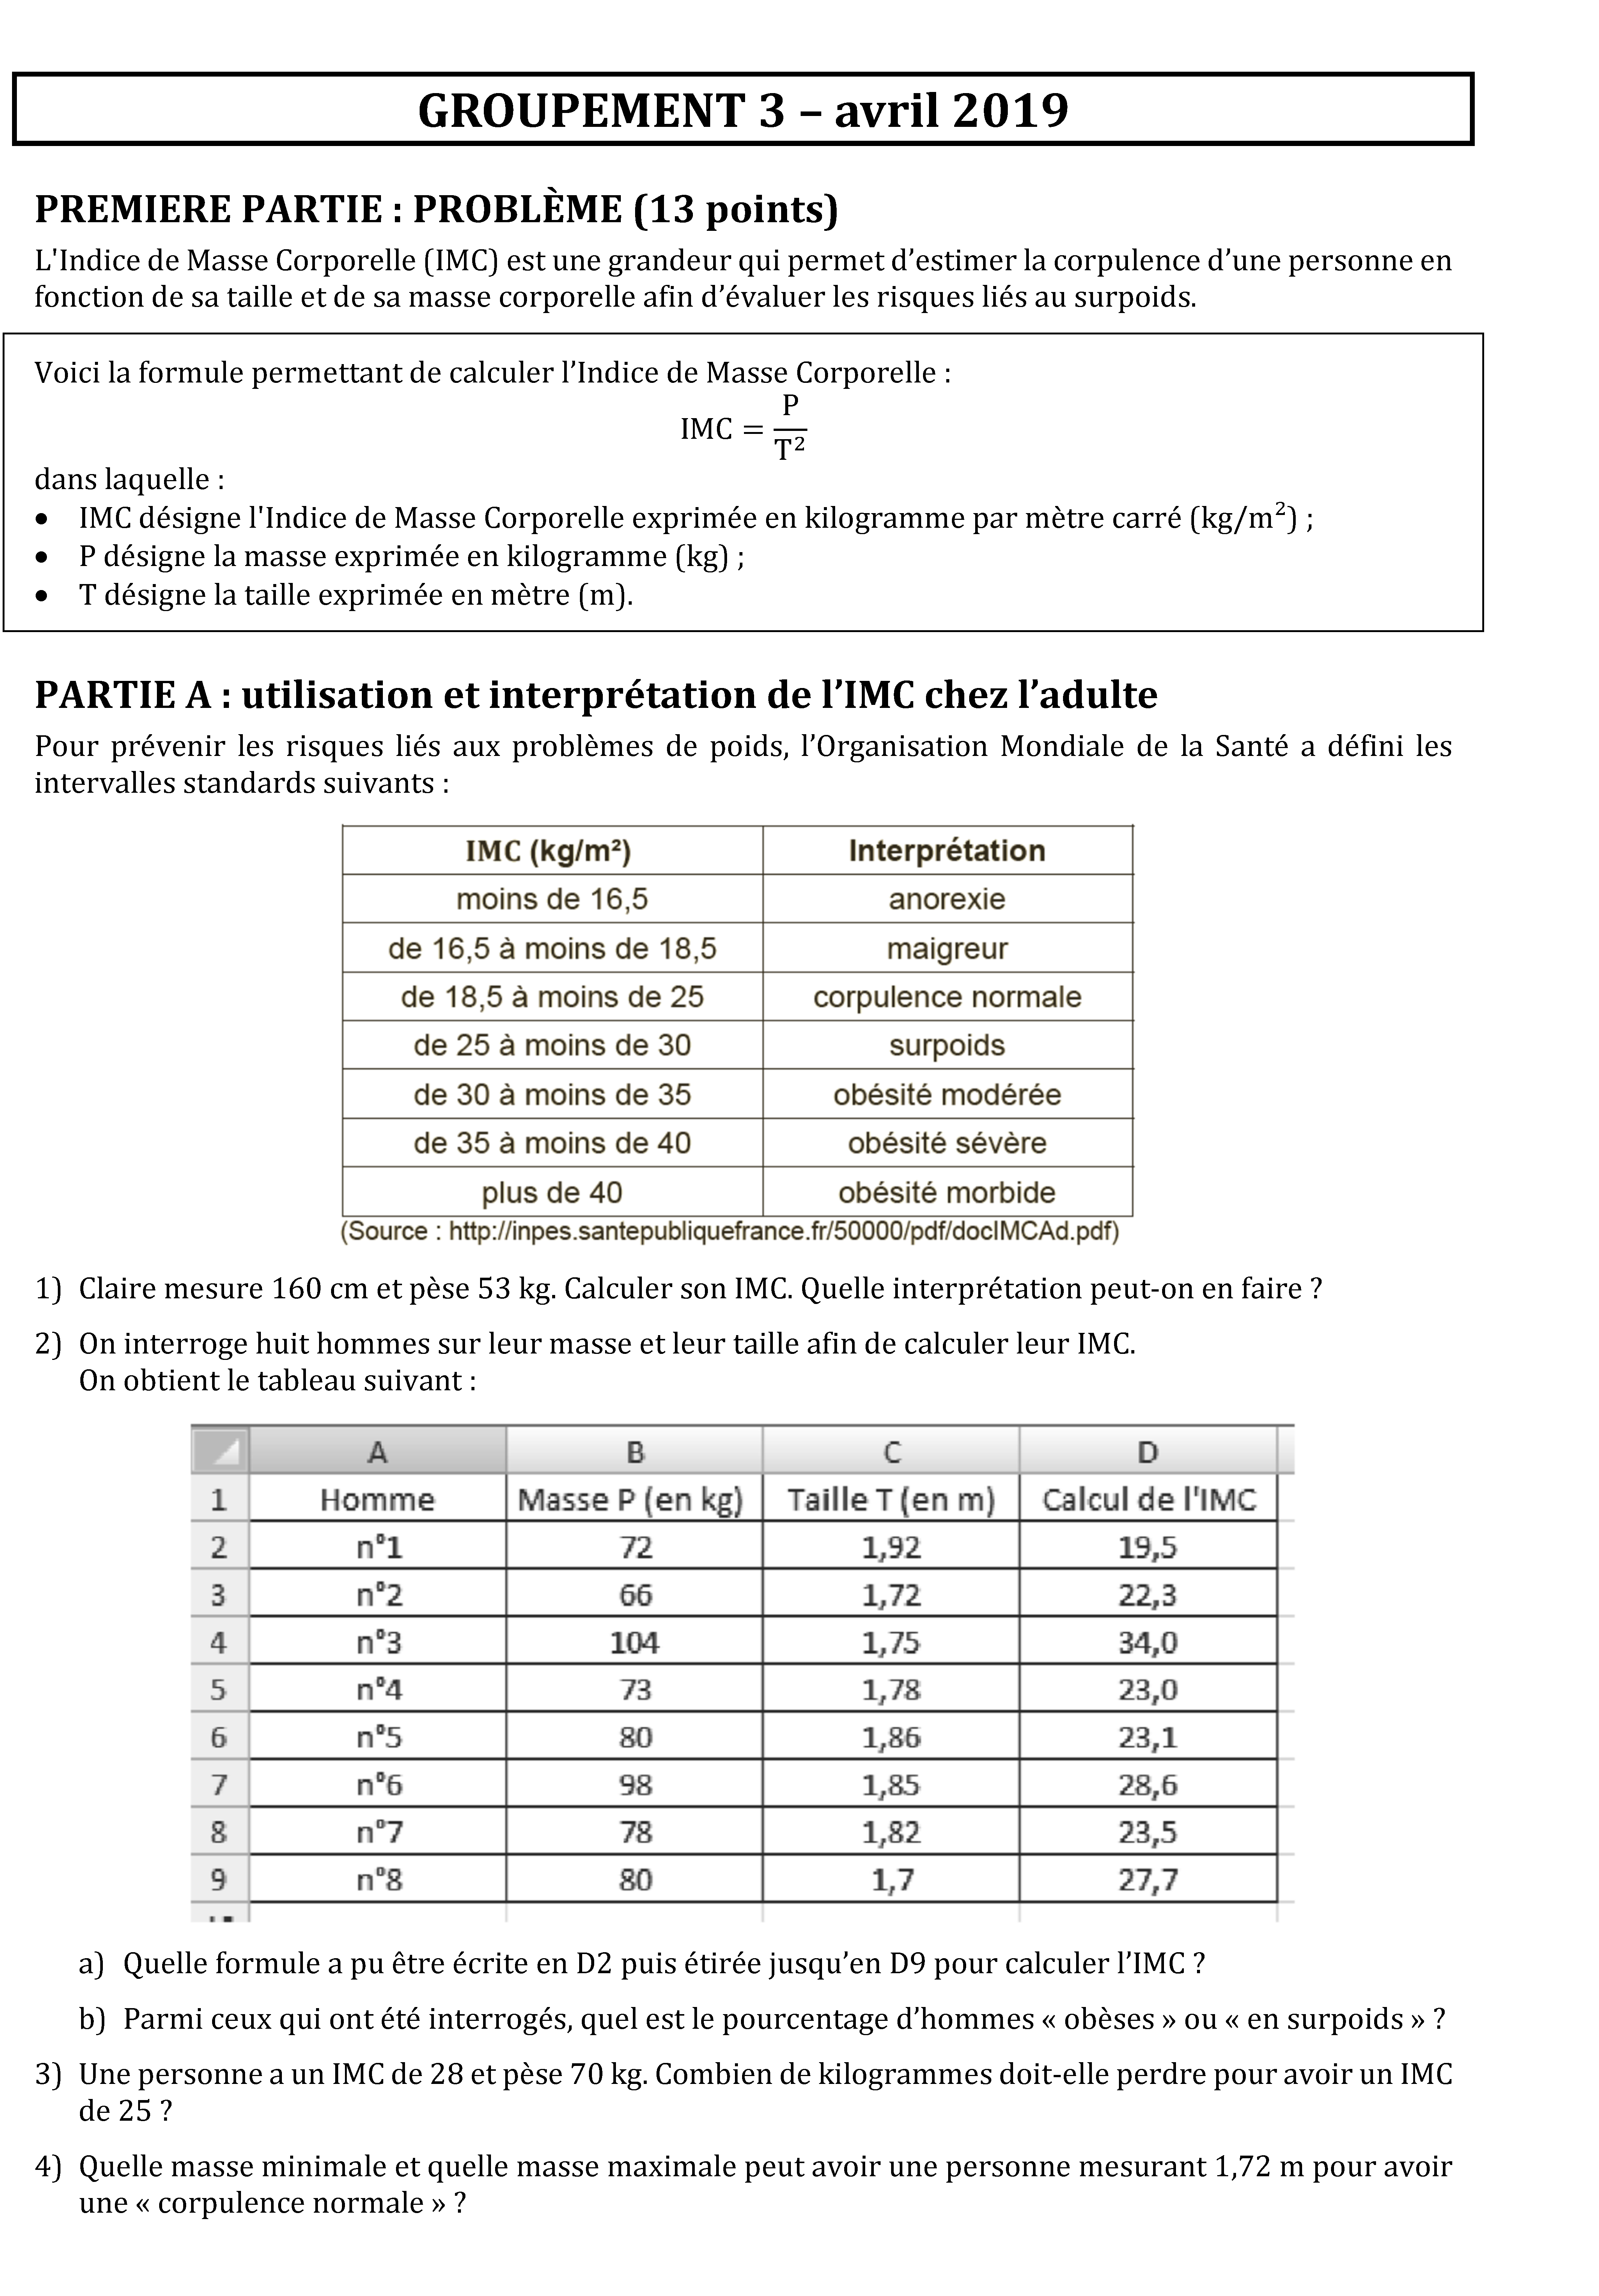 GROUPEMENT 3 – avril 2019
PREMIERE PARTIE : PROBLÈME (13 points)
L'Indice de Masse Corporelle (IMC) est une grandeur qui permet d’estimer la corpulence d’une personne en
fonction de sa taille et de sa masse corporelle afin d’évaluer les risques liés au surpoids.
Voici la formule permettant de calculer l’Indice de Masse Corporelle :
IMC = P/T²
dans laquelle :
• IMC désigne l'Indice de Masse Corporelle exprimée en kilogramme par mètre carré (kg/m²) ;
• P désigne la masse exprimée en kilogramme (kg) ;
• T désigne la taille exprimée en mètre (m).
PARTIE A : utilisation et interprétation de l’IMC chez l’adulte
Pour prévenir les risques liés aux problèmes de poids, l’Organisation Mondiale de la Santé a défini les
intervalles standards suivants :
IMC (kg/m²) Interprétation
moins de 16,5 anorexie
de 16,5 à moins de 18,5 maigreur
de 18,5 à moins de 25 corpulence normale
de 25 à moins de 30 surpoids
de 30 à moins de 35 obésité modérée
de 35 à moins de 40 obésité sévère
plus de 40 obésité morbide
(Source : http://inpes.santepubliquefrance.fr/50000/pdf/docIMCAd.pdf)
1) Claire mesure 160 cm et pèse 53 kg. Calculer son IMC. Quelle interprétation peut-on en faire ?
2) On interroge huit hommes sur leur masse et leur taille afin de calculer leur IMC.
On obtient le tableau suivant :
A B C D
1 Homme Masse P (en kg) Taille T (en m) Calcul de l'IMC
2 n°1 72 1,92 19,5
3 n°2 66 1,72 22,3
4 n°3 104 1,75 34,0
5 n°4 73 1,78 23,0
6 n°5 80 1,86 23,1
7 n°6 98 1,85 28,6
8 n°7 78 1,82 23,5
9 n°8 80 1,7 27,7
a) Quelle formule a pu être écrite en D2 puis étirée jusqu’en D9 pour calculer l’IMC ?
b) Parmi ceux qui ont été interrogés, quel est le pourcentage d’hommes « obèses » ou « en surpoids » ?
3) Une personne a un IMC de 28 et pèse 70 kg. Combien de kilogrammes doit-elle perdre pour avoir un IMC
de 25 ?
4) Quelle masse minimale et quelle masse maximale peut avoir une personne mesurant 1,72 m pour avoir
une « corpulence normale » ?